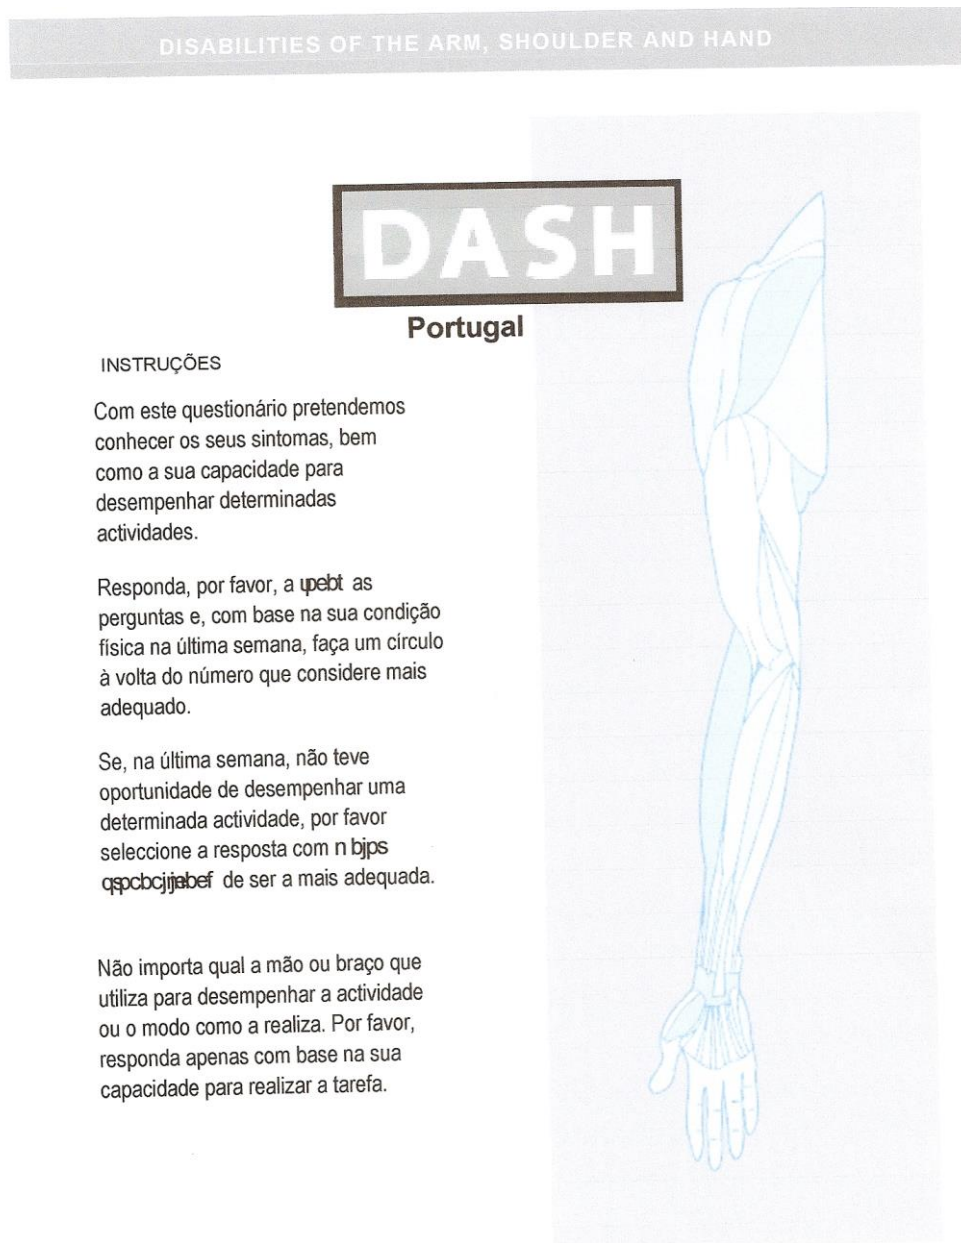 DISABILITIES OF THE ARM, SHOULDER AND HAND
DASH
Portugal
INSTRUÇÕES
Com este questionário pretendemos
conhecer os seus sintomas, bem
como a sua capacidade para
desempenhar determinadas
actividades.
Responda, por favor, a upebt as
perguntas e, com base na sua condição
física na última semana, faça um círculo
à volta do número que considere mais
adequado.
Se, na última semana, não teve
oportunidade de desempenhar uma
determinada actividade, por favor
seleccione a resposta com n bjps
de ser a mais adequada.
Não importa qual a mão ou braço que
utiliza para desempenhar a actividade
ou o modo como a realiza. Por favor,
responda apenas com base na sua
capacidade para realizar a tarefa.